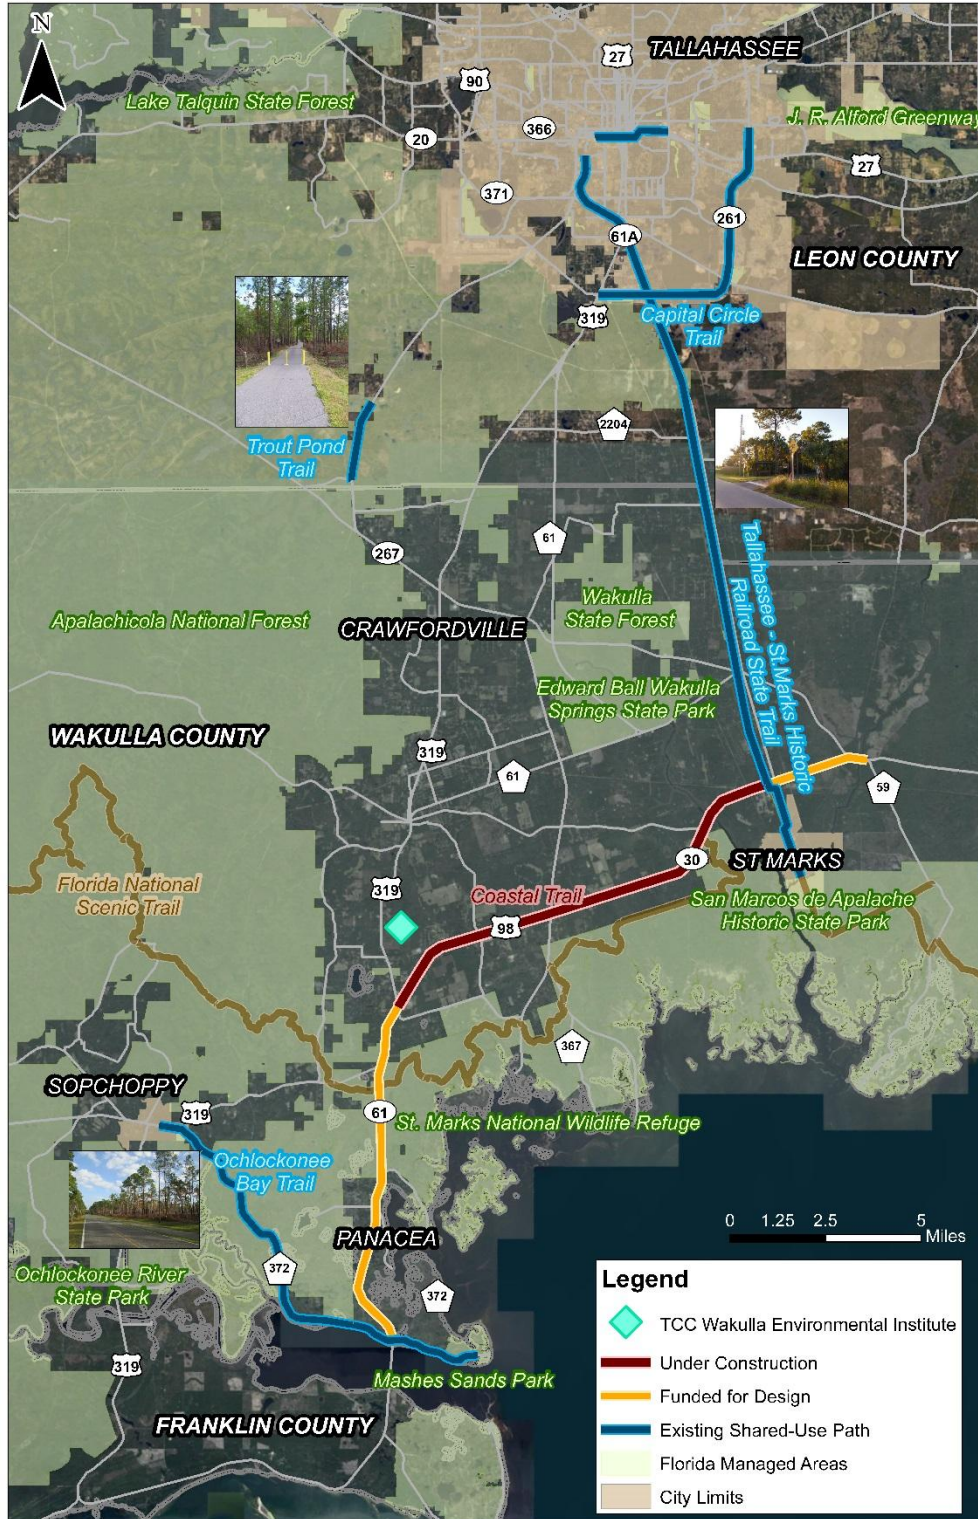 N
TALLAHASSEE
27
90
Lake Talquin State Forest
J. R. Alford Greenway
366
20
27
371
261
61A
LEON COUNTY
319
Capital Circle
Trail
2204
Trout Pond
Trail
61
267
Tallahassee - St.Marks Historic
Railroad State Trail
Wakulla
State Forest
Apalachicola National Forest
CRAWFORDVILLE
Edward Ball Wakulla
Springs State Park
WAKULLA COUNTY
319
61
59
30
ST MARKS
319
Coastal Trail
Florida National
Scenic Trail
98
San Marcos de Apalache
Historic State Park
367
SOPCHOPPY
319
61
St. Marks National Wildlife Refuge
Ochlockonee
Bay Trail
0 1.25 2.5 5
Miles
PANACEA
372
Ochlockonee River
State Park
372
319
Mashes Sands Park
FRANKLIN COUNTY
Legend
TCC Wakulla Environmental Institute
Under Construction
Funded for Design
Existing Shared-Use Path
Florida Managed Areas
City Limits